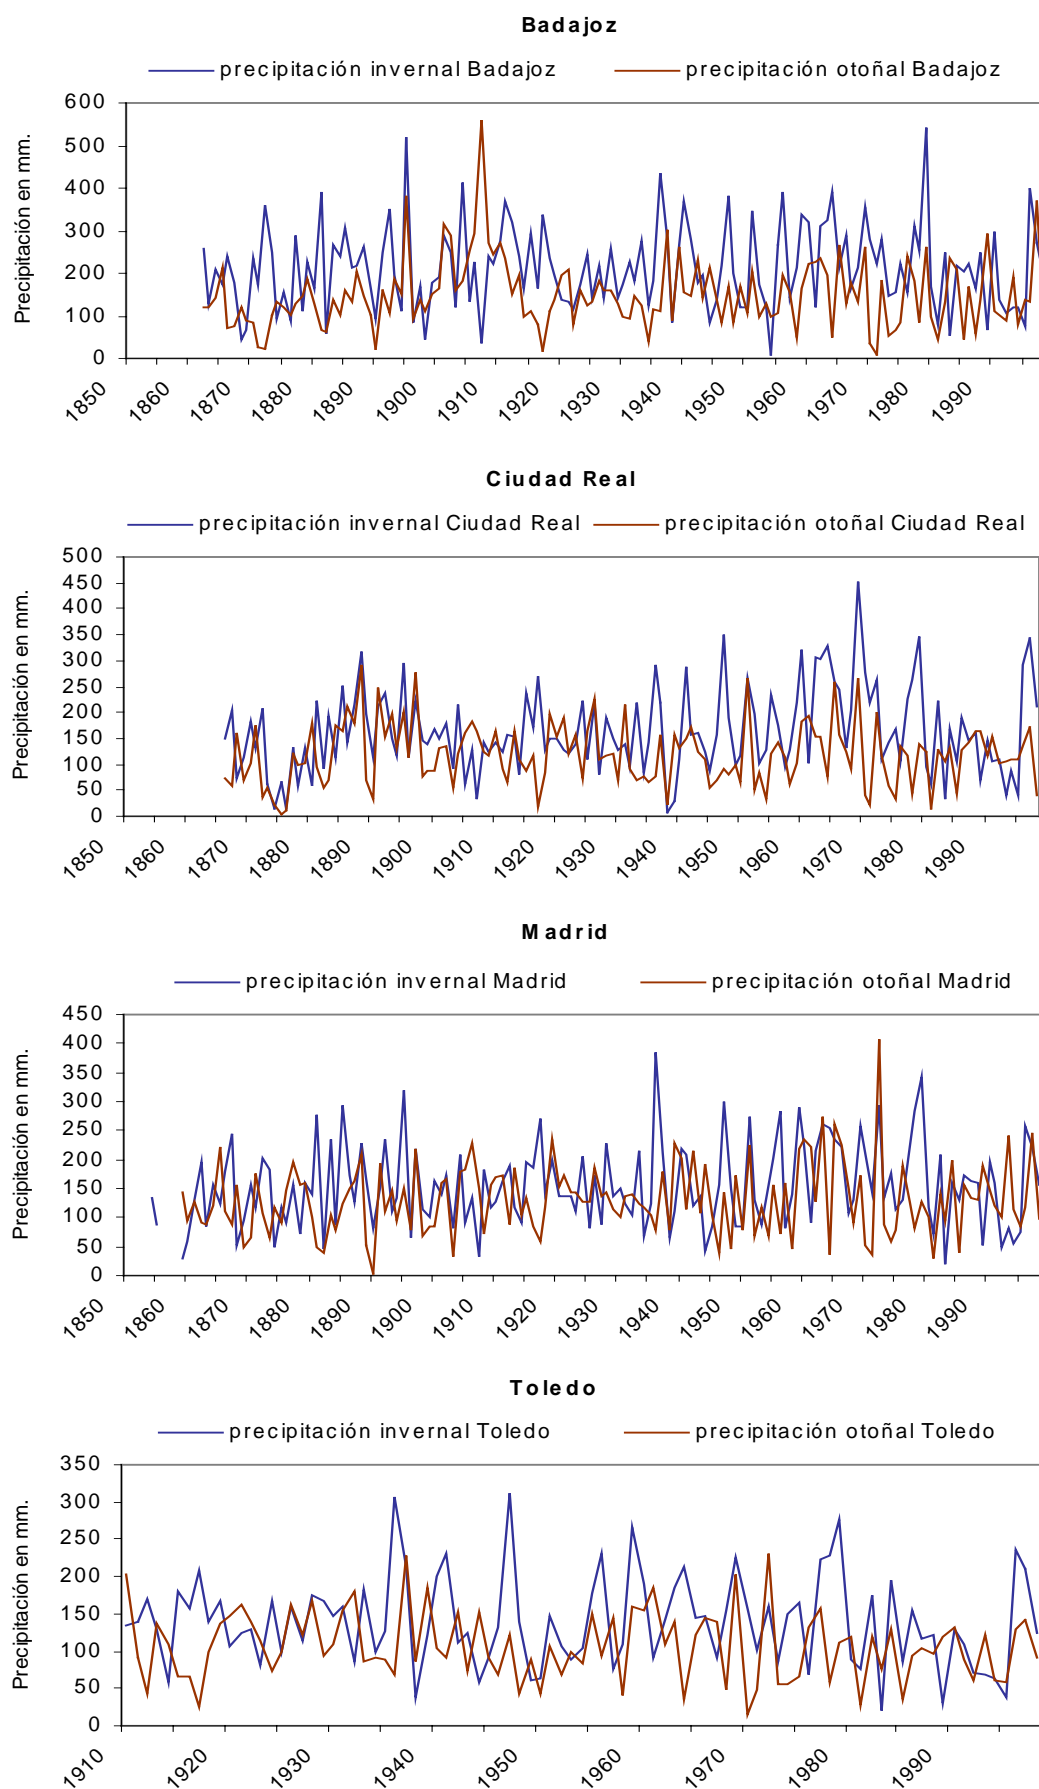 Badajoz
precipitación invernal Badajoz precipitación otoñal Badajoz
Precipitación en mm.
600
500
400
300
200
100
0
1850 1860 1870 1880 1890 1900 1910 1920 1930 1940 1950 1960 1970 1980 1990
Ciudad Real
precipitación invernal Ciudad Real precipitación otoñal Ciudad Real
Precipitación en mm.
500
450
400
350
300
250
200
150
100
50
0
1850 1860 1870 1880 1890 1900 1910 1920 1930 1940 1950 1960 1970 1980 1990
Madrid
precipitación invernal Madrid precipitación otoñal Madrid
Precipitación en mm.
450
400
350
300
250
200
150
100
50
0
1850 1860 1870 1880 1890 1900 1910 1920 1930 1940 1950 1960 1970 1980 1990
Toledo
precipitación invernal Toledo precipitación otoñal Toledo
Precipitación en mm.
350
300
250
200
150
100
50
0
1910 1920 1930 1940 1950 1960 1970 1980 1990